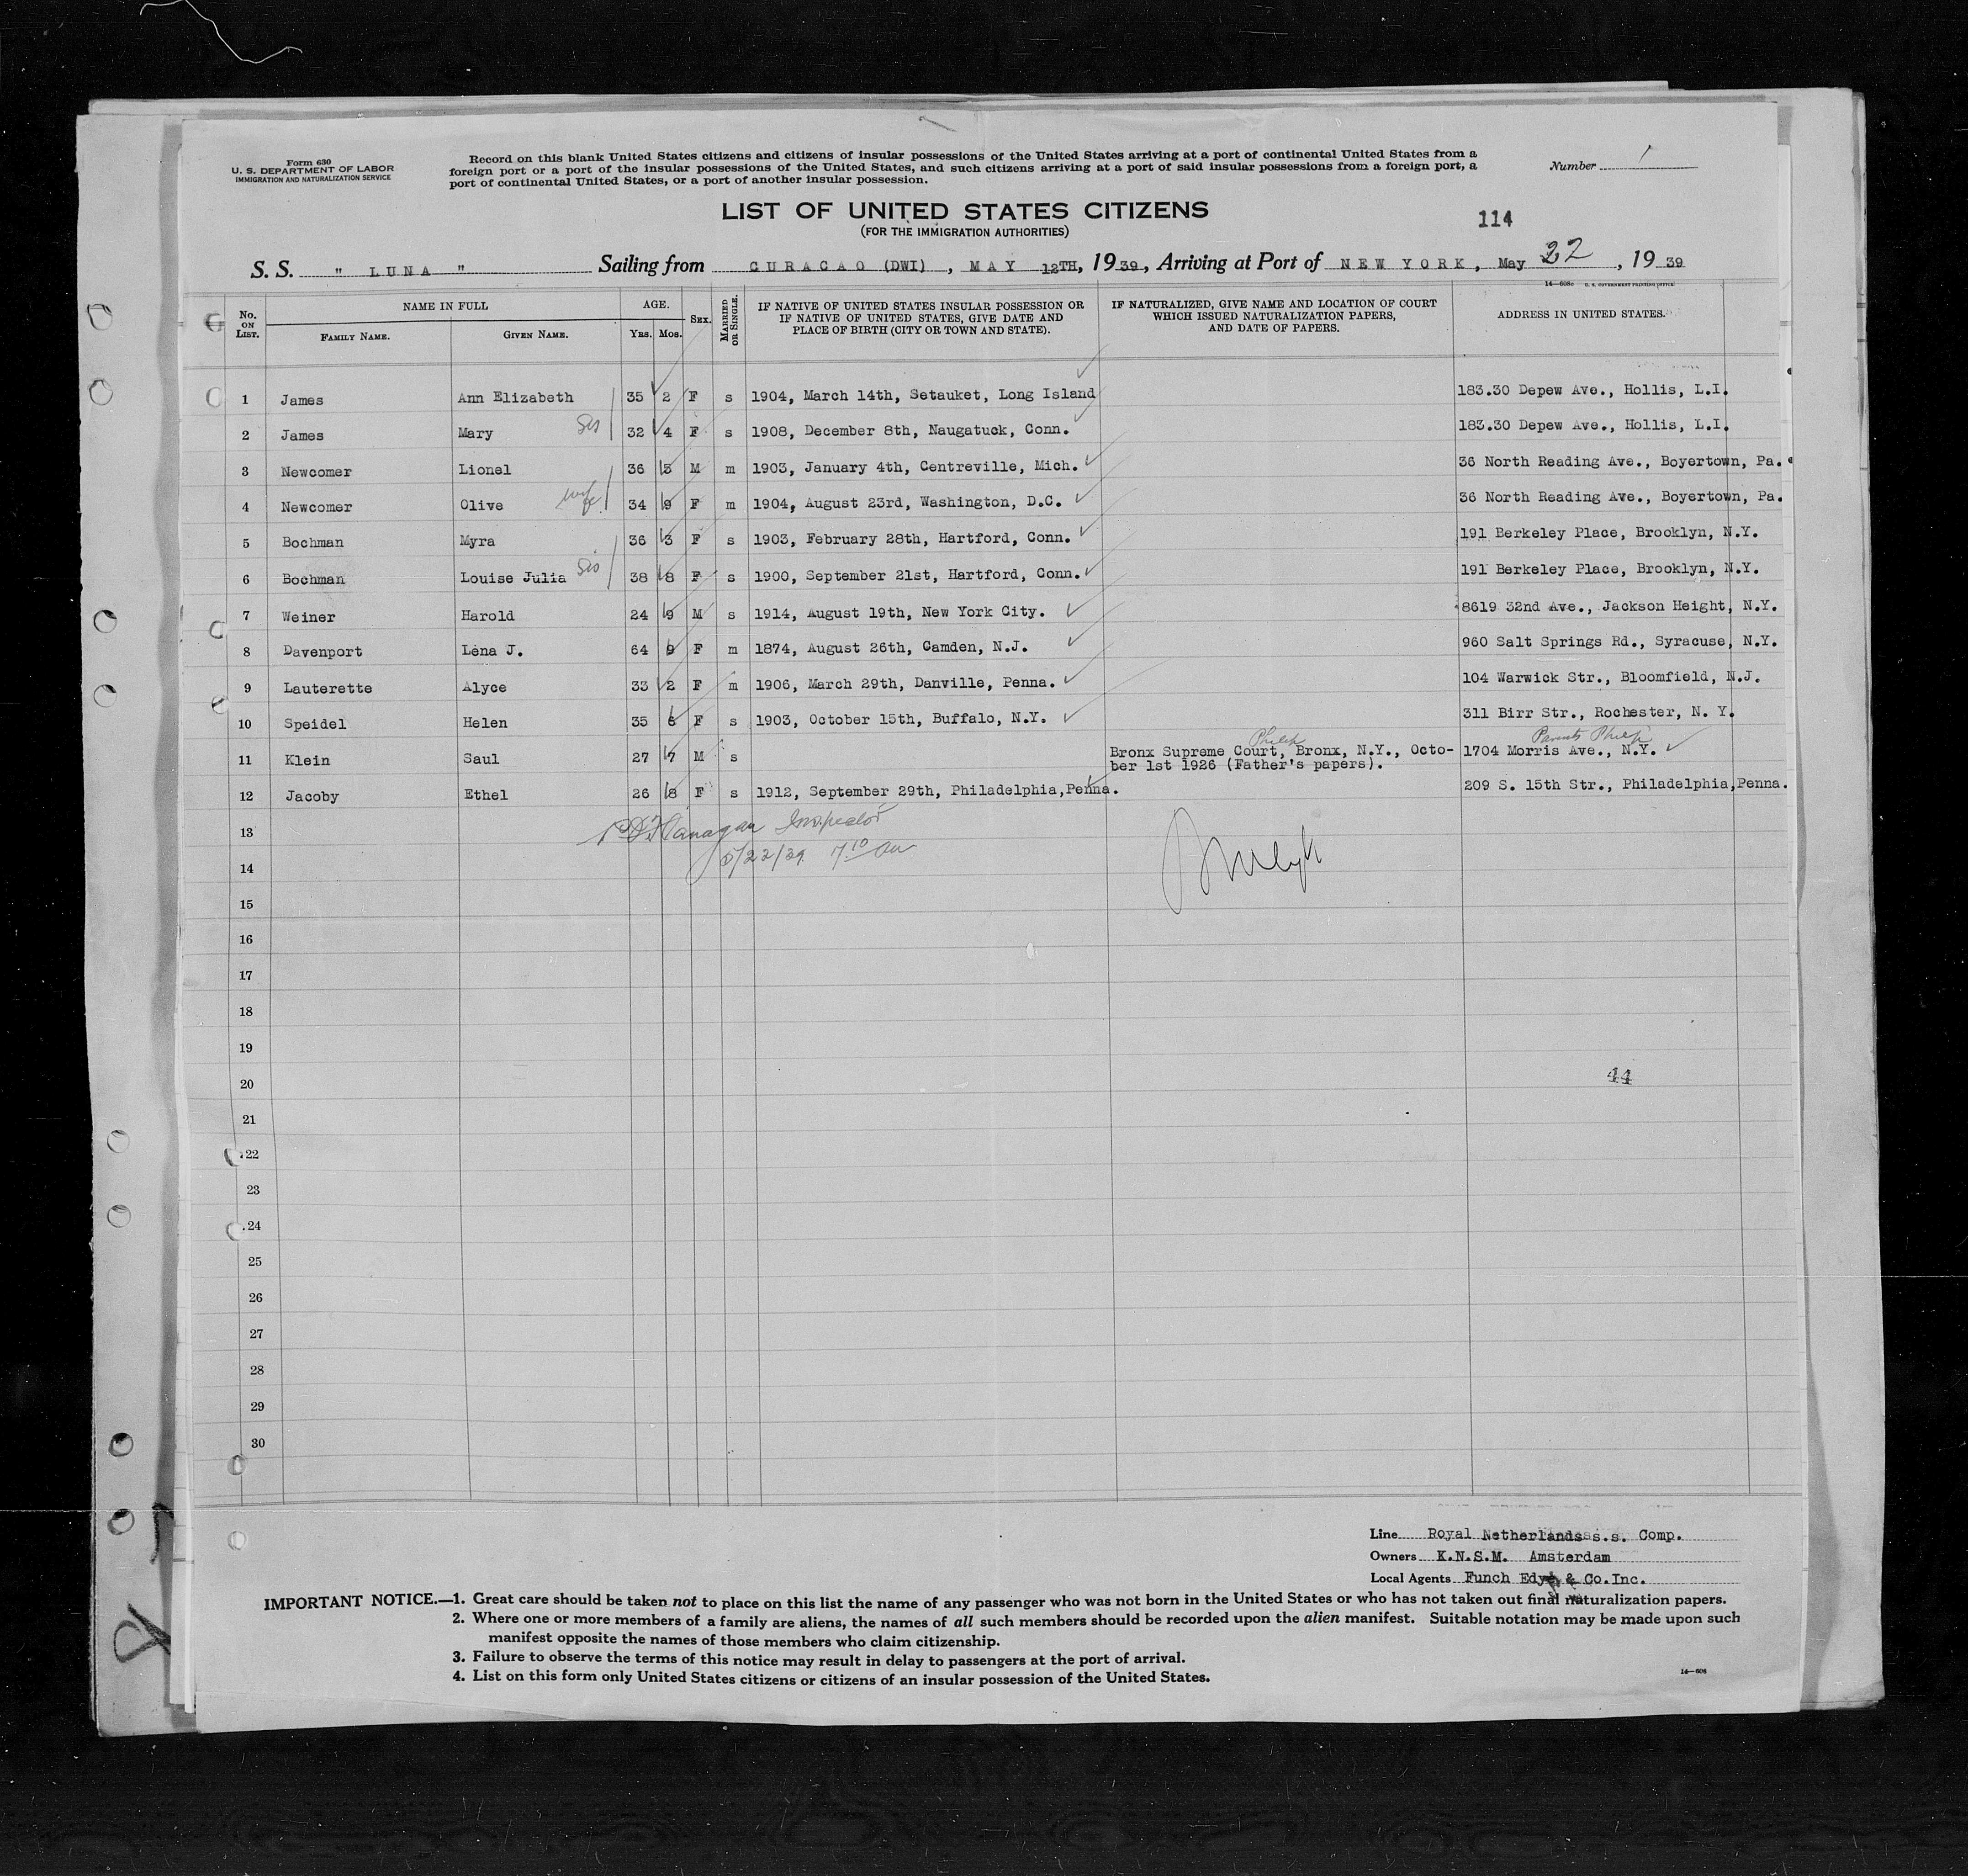 Form 630
U. S. DEPARTMENT OF LABOR
IMMIGRATION AND NATURALIZATION SERVICE
Record on this blank United States citizens and citizens of insular possessions of the United States arriving at a port of continental United States from a
foreign port or a port of the insular possessions of the United States, and such citizens arriving at a port of said insular possessions from a foreign port, a
port of continental United States, or a port of another insular possession.
Number 1
LIST OF UNITED STATES CITIZENS
(FOR THE IMMIGRATION AUTHORITIES)
114
S. S. " LUNA " Sailing from CURACAO (DWI), MAY 12TH, 1939, Arriving at Port of NEW YORK, May 22, 1939
14—608c U. S. GOVERNMENT PRINTING OFFICE
No. ON LIST. NAME IN FULL FAMILY NAME. GIVEN NAME. AGE. YRS. MOS. SEX. MARRIED OR SINGLE. IF NATIVE OF UNITED STATES INSULAR POSSESSION OR IF NATIVE OF UNITED STATES, GIVE DATE AND PLACE OF BIRTH (CITY OR TOWN AND STATE). IF NATURALIZED, GIVE NAME AND LOCATION OF COURT WHICH ISSUED NATURALIZATION PAPERS, AND DATE OF PAPERS. ADDRESS IN UNITED STATES.
1 James Ann Elizabeth 35 2 F s 1904, March 14th, Setauket, Long Island 183.30 Depew Ave., Hollis, L.I.
2 James Mary sis 32 4 F s 1908, December 8th, Naugatuck, Conn. 183.30 Depew Ave., Hollis, L.I.
3 Newcomer Lionel 36 5 M m 1903, January 4th, Centreville, Mich. 36 North Reading Ave., Boyertown, Pa.
4 Newcomer Olive wife 34 9 F m 1904, August 23rd, Washington, D.C. 36 North Reading Ave., Boyertown, Pa.
5 Bochman Myra 36 3 F s 1903, February 28th, Hartford, Conn. 191 Berkeley Place, Brooklyn, N.Y.
6 Bochman Louise Julia sis 38 8 F s 1900, September 21st, Hartford, Conn. 191 Berkeley Place, Brooklyn, N.Y.
7 Weiner Harold 24 9 M s 1914, August 19th, New York City. 8619 32nd Ave., Jackson Height, N.Y.
8 Davenport Lena J. 64 9 F m 1874, August 26th, Camden, N.J. 960 Salt Springs Rd., Syracuse, N.Y.
9 Lauterette Alyce 33 2 F m 1906, March 29th, Danville, Penna. 104 Warwick Str., Bloomfield, N.J.
10 Speidel Helen 35 6 F s 1903, October 15th, Buffalo, N.Y. 311 Birr Str., Rochester, N. Y.
Philip Parents Philip
11 Klein Saul 27 7 M s Bronx Supreme Court, Bronx, N.Y., Octo- 1704 Morris Ave., N.Y.
ber 1st 1926 (Father's papers).
12 Jacoby Ethel 26 8 F s 1912, September 29th, Philadelphia,Penna. 209 S. 15th Str., Philadelphia,Penna.
13 Flanagan Inspector
14 5/22/39 7 10 am
15
16
17
18
19
20 44
21
22
23
24
25
26
27
28
29
30
Line Royal Netherlands s.s. Comp.
Owners K.N.S.M. Amsterdam
Local Agents Funch Edye & Co.Inc.
IMPORTANT NOTICE.—1. Great care should be taken not to place on this list the name of any passenger who was not born in the United States or who has not taken out final naturalization papers.
2. Where one or more members of a family are aliens, the names of all such members should be recorded upon the alien manifest. Suitable notation may be made upon such
manifest opposite the names of those members who claim citizenship.
3. Failure to observe the terms of this notice may result in delay to passengers at the port of arrival.
4. List on this form only United States citizens or citizens of an insular possession of the United States.
14—608